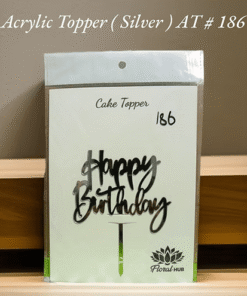 Acrylic Topper ( Silver ) AT # 186
Cake Topper
186
Happy
Birthday
Floral HUB